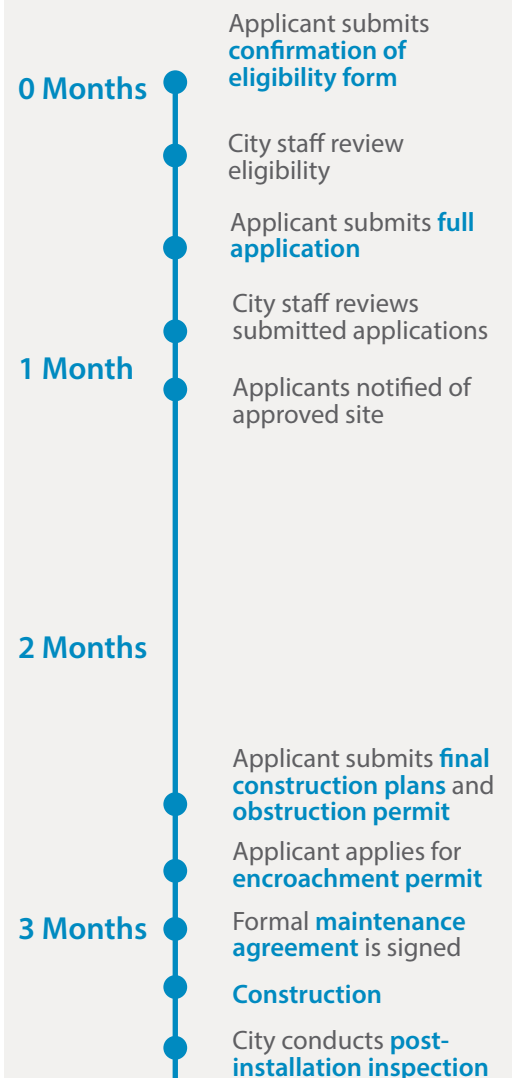 Applicant submits
confirmation of
eligibility form
0 Months
City staff review
eligibility
Applicant submits full
application
City staff reviews
submitted applications
1 Month
Applicants notified of
approved site
2 Months
Applicant submits final
construction plans and
obstruction permit
Applicant applies for
encroachment permit
3 Months
Formal maintenance
agreement is signed
Construction
City conducts post-
installation inspection